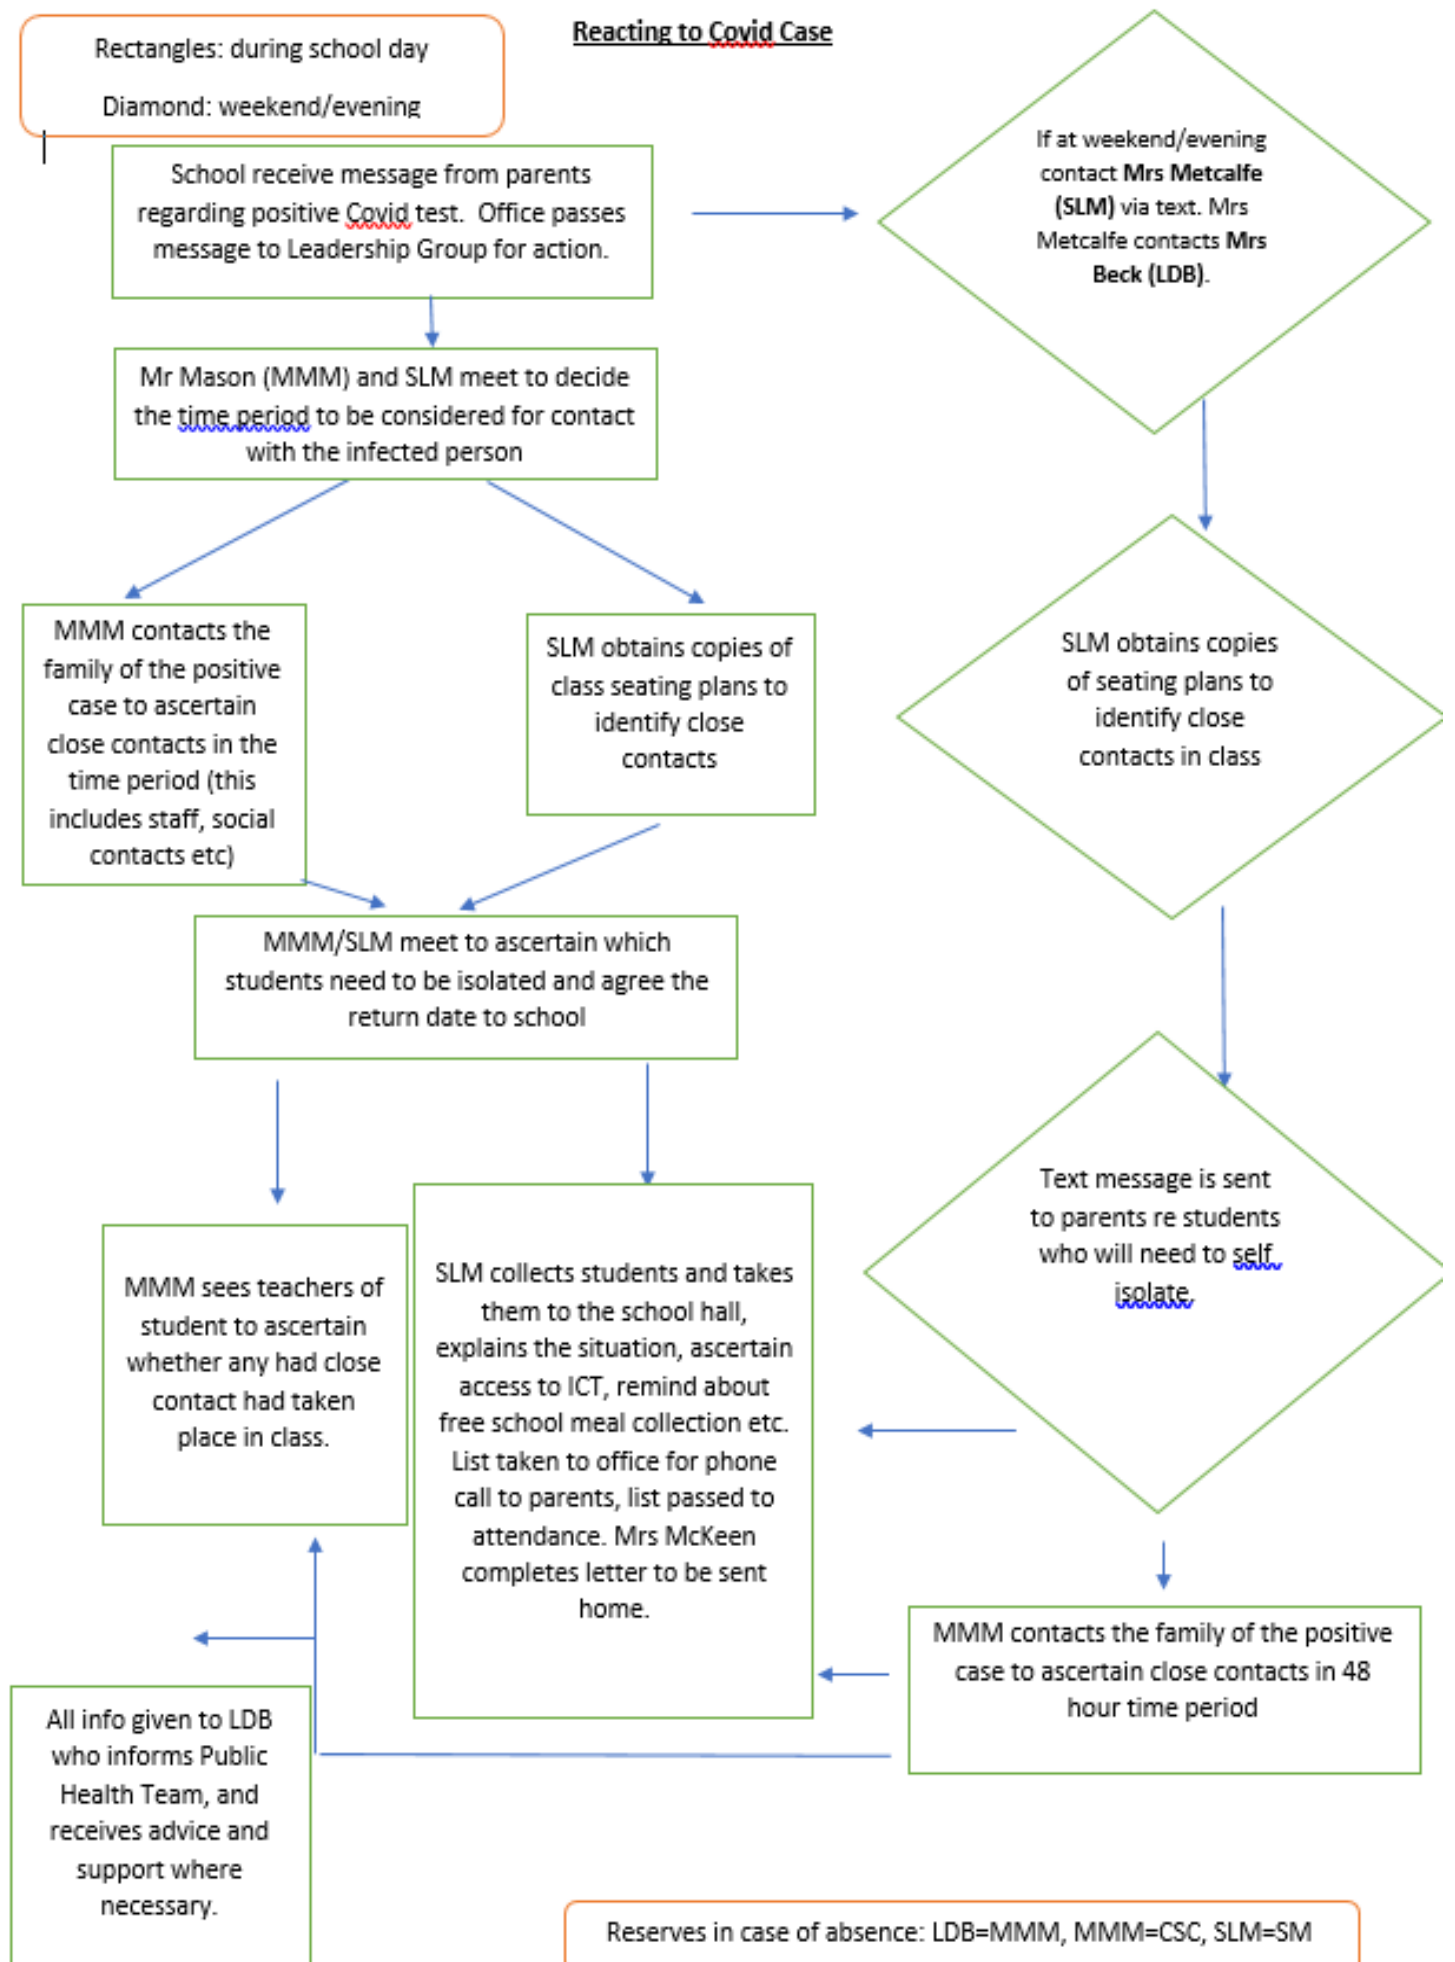 Reacting to Covid Case
Rectangles: during school day
Diamond: weekend/evening
School receive message from parents
regarding positive Covid test.  Office passes
message to Leadership Group for action.
If at weekend/evening
contact Mrs Metcalfe
(SLM) via text. Mrs
Metcalfe contacts Mrs
Beck (LDB).
Mr Mason (MMM) and SLM meet to decide
the time period to be considered for contact
with the infected person
MMM contacts the
family of the positive
case to ascertain
close contacts in the
time period (this
includes staff, social
contacts etc)
SLM obtains copies of
class seating plans to
identify close
contacts
SLM obtains copies
of seating plans to
identify close
contacts in class
MMM/SLM meet to ascertain which
students need to be isolated and agree the
return date to school
MMM sees teachers of
student to ascertain
whether any had close
contact had taken
place in class.
SLM collects students and takes
them to the school hall,
explains the situation, ascertain
access to ICT, remind about
free school meal collection etc.
List taken to office for phone
call to parents, list passed to
attendance. Mrs McKeen
completes letter to be sent
home.
Text message is sent
to parents re students
who will need to self
isolate.
MMM contacts the family of the positive
case to ascertain close contacts in 48
hour time period
All info given to LDB
who informs Public
Health Team, and
receives advice and
support where
necessary.
Reserves in case of absence: LDB=MMM, MMM=CSC, SLM=SM